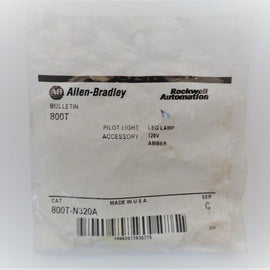 AB Allen-Bradley
Rockwell Automation
BULLETIN
800T
PILOT LIGHT LED LAMP
ACCESSORY 120V
AMBER
CAT
MADE IN U.S.A.
SER
800T-N320A
C